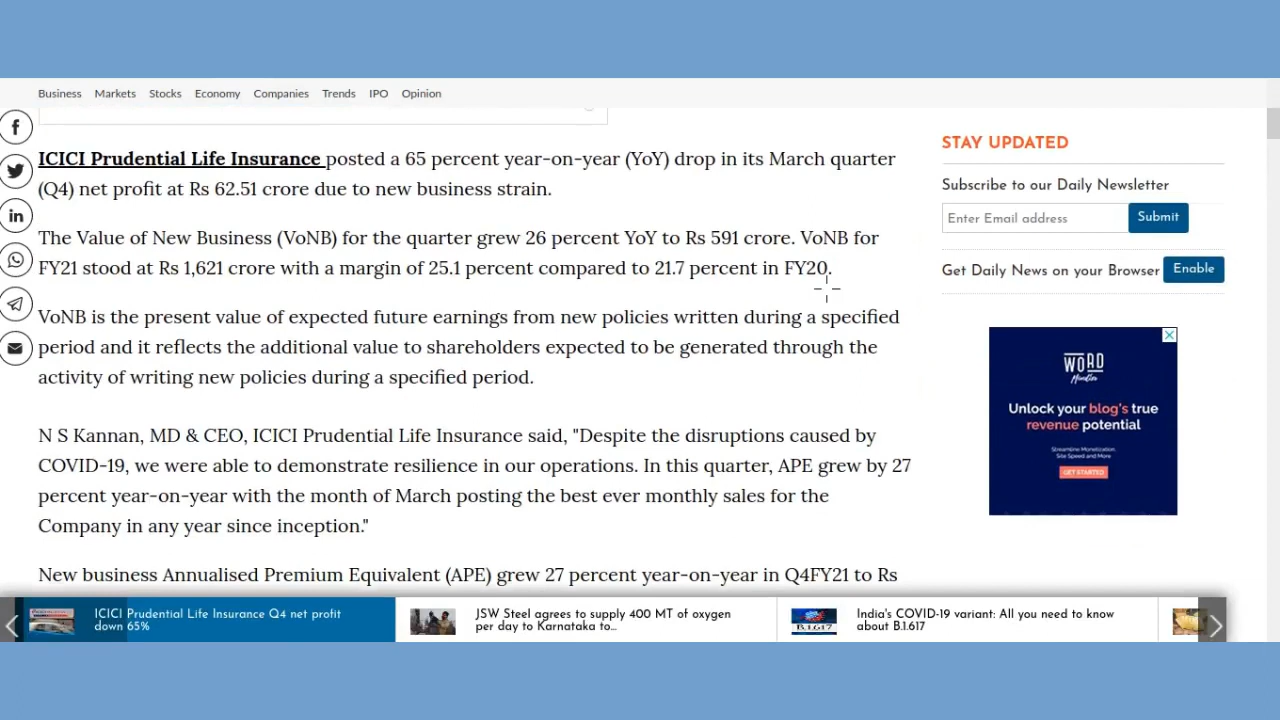 Business Markets Stocks Economy Companies Trends IPO Opinion
ICICI Prudential Life Insurance posted a 65 percent year-on-year (YoY) drop in its March quarter
(Q4) net profit at Rs 62.51 crore due to new business strain.
The Value of New Business (VoNB) for the quarter grew 26 percent YoY to Rs 591 crore. VoNB for
FY21 stood at Rs 1,621 crore with a margin of 25.1 percent compared to 21.7 percent in FY20.
VoNB is the present value of expected future earnings from new policies written during a specified
period and it reflects the additional value to shareholders expected to be generated through the
activity of writing new policies during a specified period.
N S Kannan, MD & CEO, ICICI Prudential Life Insurance said, "Despite the disruptions caused by
COVID-19, we were able to demonstrate resilience in our operations. In this quarter, APE grew by 27
percent year-on-year with the month of March posting the best ever monthly sales for the
Company in any year since inception."
New business Annualised Premium Equivalent (APE) grew 27 percent year-on-year in Q4FY21 to Rs
STAY UPDATED
Subscribe to our Daily Newsletter
Enter Email address Submit
Get Daily News on your Browser Enable
WORD
Unlock your blog's true
revenue potential
Streamline Monetization,
Site Speed and More
GET STARTED
ICICI Prudential Life Insurance Q4 net profit
down 65%
JSW Steel agrees to supply 400 MT of oxygen
per day to Karnataka to...
B.1.617
India's COVID-19 variant: All you need to know
about B.1.617